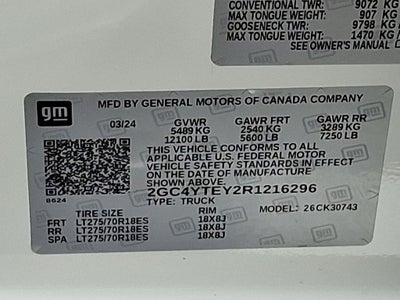 CONVENTIONAL TWR: 9072 KG
MAX TONGUE WEIGHT: 907 KG
GOOSENECK TWR: 9798 KG
MAX TONGUE WEIGHT: 1470 KG
SEE OWNER'S MANUAL
gm
MFD BY GENERAL MOTORS OF CANADA COMPANY
03/24 GVWR GAWR FRT GAWR RR
5489 KG 2540 KG 3289 KG
12100 LB 5600 LB 7250 LB
THIS VEHICLE CONFORMS TO ALL
APPLICABLE U.S. FEDERAL MOTOR
VEHICLE SAFETY STANDARDS IN EFFECT
ON THE DATE OF MANUFACTURE
SHOWN ABOVE.
2GC4YTEY2R1216296
8624
TYPE: TRUCK
TIRE SIZE RIM MODEL: 26CK30743
FRT LT275/70R18ES 18X8J
RR LT275/70R18ES 18X8J
SPA LT275/70R18ES 18X8J
gm